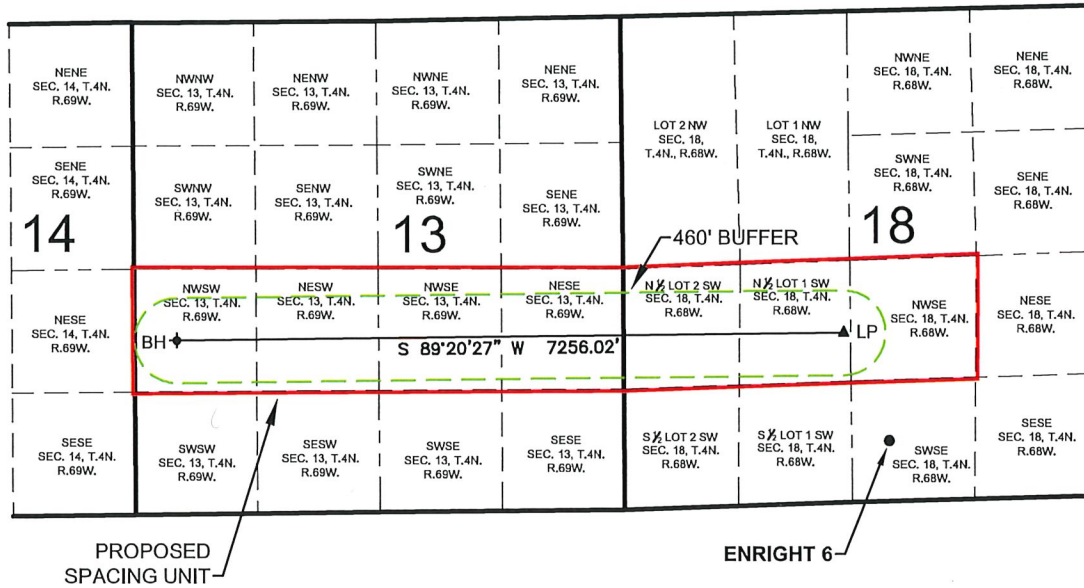 NENE
SEC. 14, T.4N.
R.69W.
NWNW
SEC. 13, T.4N.
R.69W.
NENW
SEC. 13, T.4N.
R.69W.
NWNE
SEC. 13, T.4N.
R.69W.
NENE
SEC. 13, T.4N.
R.69W.
LOT 2 NW
SEC. 18,
T.4N., R.68W.
LOT 1 NW
SEC. 18,
T.4N., R.68W.
NWNE
SEC. 18, T.4N.
R.68W.
NENE
SEC. 18, T.4N.
R.68W.
SENE
SEC. 14, T.4N.
R.69W.
SWNW
SEC. 13, T.4N.
R.69W.
SENW
SEC. 13, T.4N.
R.69W.
SWNE
SEC. 13, T.4N.
R.69W.
SENE
SEC. 13, T.4N.
R.69W.
SWNE
SEC. 18, T.4N.
R.68W.
SENE
SEC. 18, T.4N.
R.68W.
14
13
18
460' BUFFER
NESE
SEC. 14, T.4N.
R.69W.
NWSW
SEC. 13, T.4N.
R.69W.
NESW
SEC. 13, T.4N.
R.69W.
NWSE
SEC. 13, T.4N.
R.69W.
NESE
SEC. 13, T.4N.
R.69W.
N ½ LOT 2 SW
SEC. 18, T.4N.
R.68W.
N ½ LOT 1 SW
SEC. 18, T.4N.
R.68W.
NWSE
SEC. 18, T.4N.
R.68W.
NESE
SEC. 18, T.4N.
R.68W.
BH
S 89°20'27" W 7256.02'
LP
SESE
SEC. 14, T.4N.
R.69W.
SWSW
SEC. 13, T.4N.
R.69W.
SESW
SEC. 13, T.4N.
R.69W.
SWSE
SEC. 13, T.4N.
R.69W.
SESE
SEC. 13, T.4N.
R.69W.
S ½ LOT 2 SW
SEC. 18, T.4N.
R.68W.
S ½ LOT 1 SW
SEC. 18, T.4N.
R.68W.
SWSE
SEC. 18, T.4N.
R.68W.
SESE
SEC. 18, T.4N.
R.68W.
PROPOSED
SPACING UNIT
ENRIGHT 6